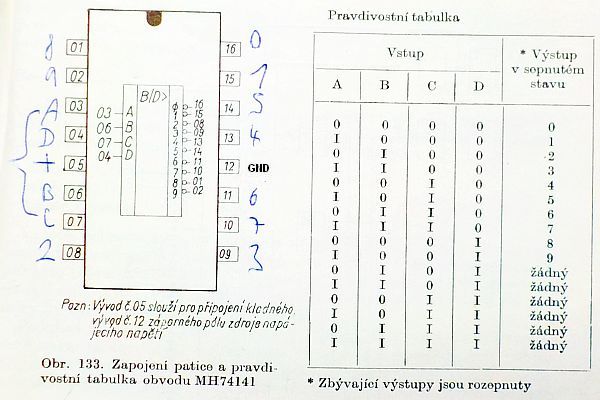 Pravdivostní tabulka
8 01 16 0
9 02 15 1
A 03 14 5
D 04 13 4
+ 05 12 GND
B 06 11 6
C 07 10 7
2 08 09 3
B/D>
03 A
06 B
07 C
04 D
0 16
1 15
2 08
3 09
4 13
5 14
6 11
7 10
8 01
9 02
Pozn: Vývod č.05 slouží pro připojení kladného,
vývod č.12 záporného pólu zdroje napá-
jecího napětí
Obr. 133. Zapojení patice a pravdi-
vostní tabulka obvodu MH74141
Vstup * Výstup
v sepnutém
A B C D stavu
0 0 0 0 0
I 0 0 0 1
0 I 0 0 2
I I 0 0 3
0 0 I 0 4
I 0 I 0 5
0 I I 0 6
I I I 0 7
0 0 0 I 8
I 0 0 I 9
0 I 0 I žádný
I I 0 I žádný
0 0 I I žádný
I 0 I I žádný
0 I I I žádný
I I I I žádný
* Zbývající výstupy jsou rozepnuty